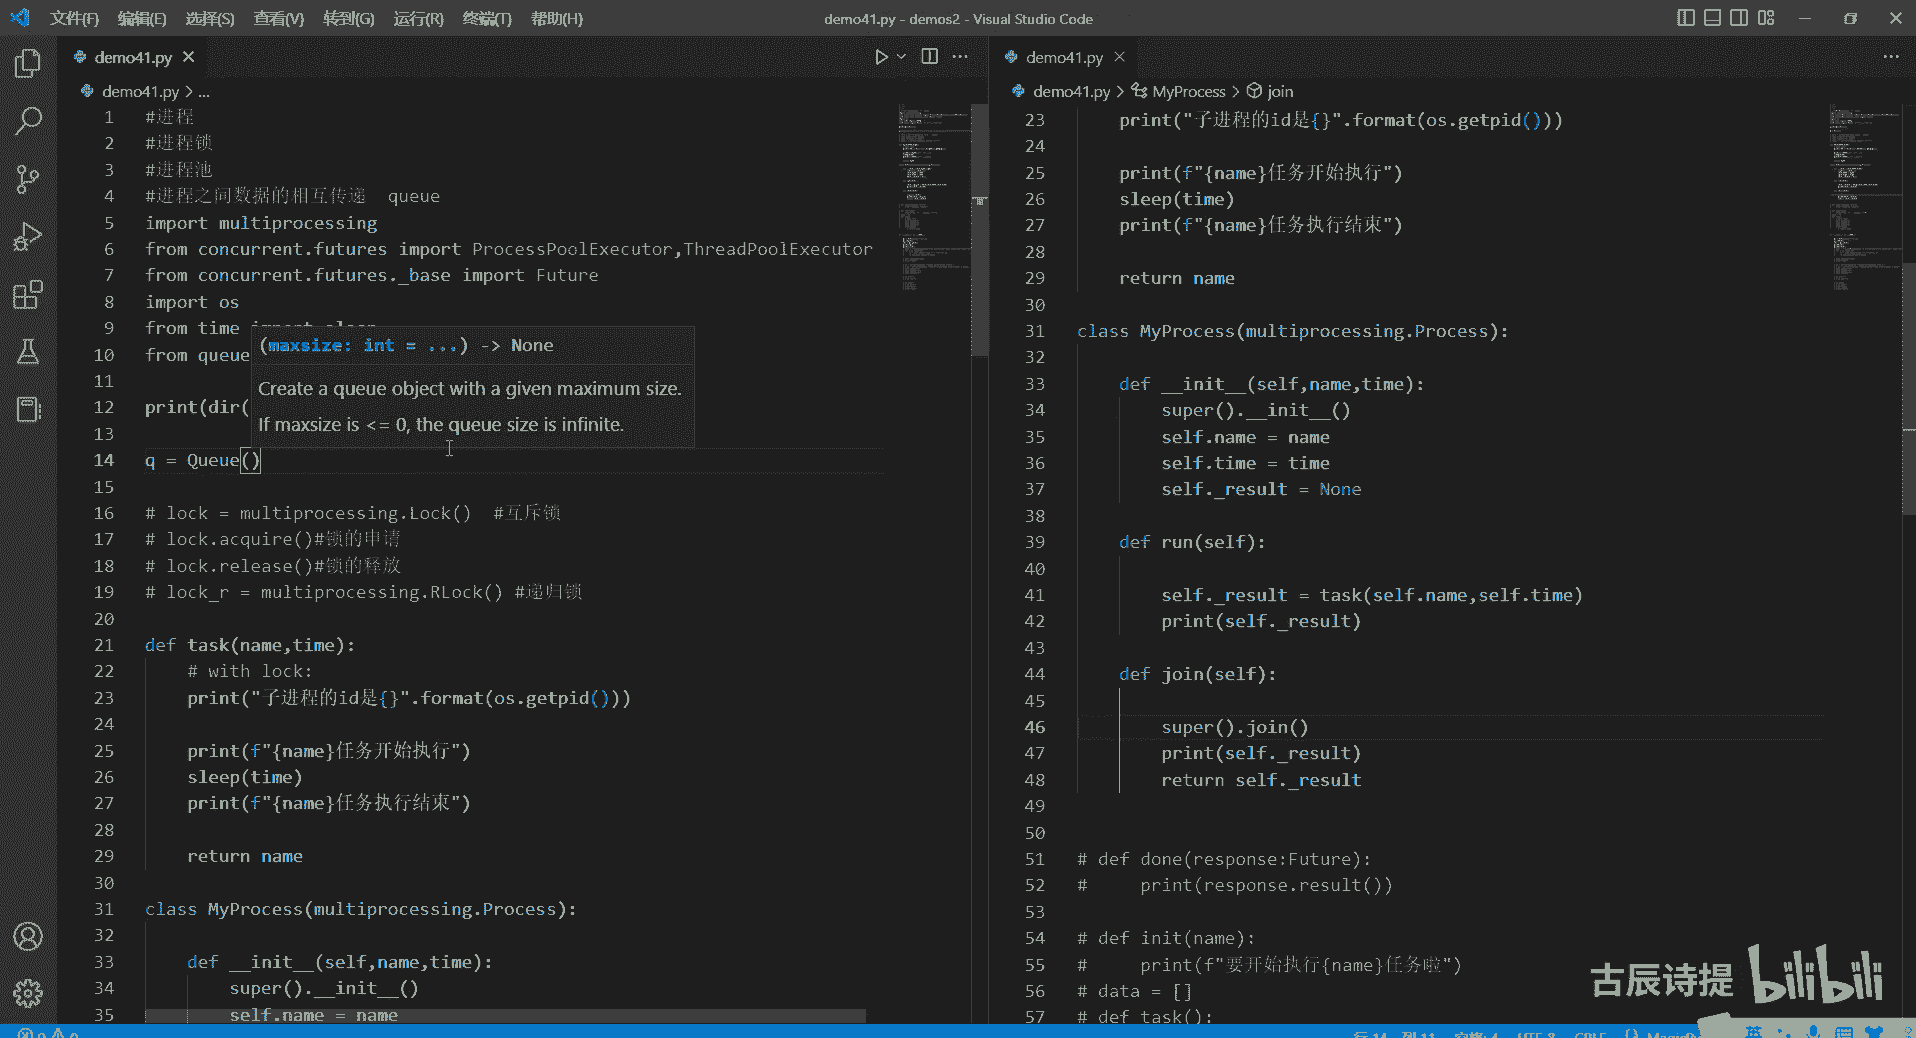 文件(F) 编辑(E) 选择(S) 查看(V) 转到(G) 运行(R) 终端(T) 帮助(H)
demo41.py - demos2 - Visual Studio Code
demo41.py
demo41.py > ...
1 #进程
2 #进程锁
3 #进程池
4 #进程之间数据的相互传递 queue
5 import multiprocessing
6 from concurrent.futures import ProcessPoolExecutor,ThreadPoolExecutor
7 from concurrent.futures._base import Future
8 import os
9 from time import sleep
10 from queue
11
12 print(dir(
13
14 q = Queue()
15
16 # lock = multiprocessing.Lock() #互斥锁
17 # lock.acquire()#锁的申请
18 # lock.release()#锁的释放
19 # lock_r = multiprocessing.RLock() #递归锁
20
21 def task(name,time):
22 # with lock:
23 print("子进程的id是{}".format(os.getpid()))
24
25 print(f"{name}任务开始执行")
26 sleep(time)
27 print(f"{name}任务执行结束")
28
29 return name
30
31 class MyProcess(multiprocessing.Process):
32
33 def __init__(self,name,time):
34 super().__init__()
35 self.name = name
(maxsize: int = ...) -> None
Create a queue object with a given maximum size.
If maxsize is <= 0, the queue size is infinite.
demo41.py
demo41.py > MyProcess > join
23 print("子进程的id是{}".format(os.getpid()))
24
25 print(f"{name}任务开始执行")
26 sleep(time)
27 print(f"{name}任务执行结束")
28
29 return name
30
31 class MyProcess(multiprocessing.Process):
32
33 def __init__(self,name,time):
34 super().__init__()
35 self.name = name
36 self.time = time
37 self._result = None
38
39 def run(self):
40
41 self._result = task(self.name,self.time)
42 print(self._result)
43
44 def join(self):
45
46 super().join()
47 print(self._result)
48 return self._result
49
50
51 # def done(response:Future):
52 # print(response.result())
53
54 # def init(name):
55 # print(f"要开始执行{name}任务啦")
56 # data = []
57 # def task():
古辰诗提 bilibili
英